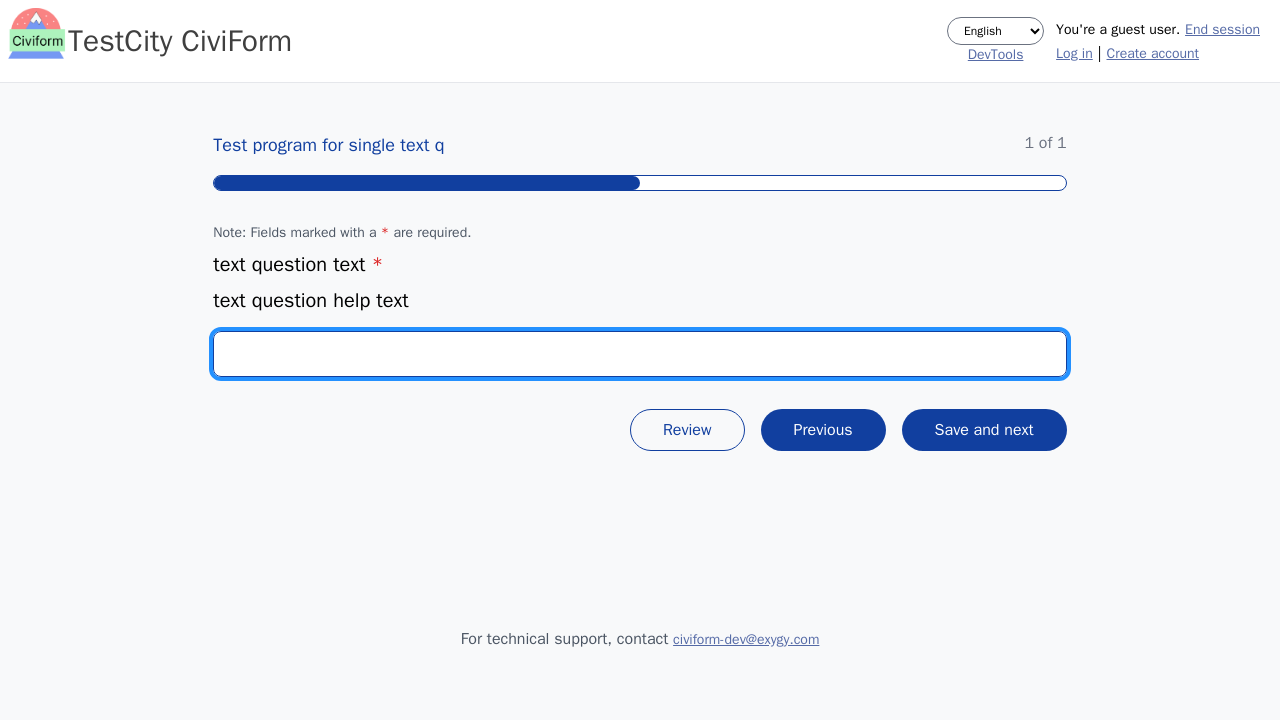 Civiform
TestCity CiviForm
English
DevTools
You're a guest user. End session
Log in | Create account
Test program for single text q
1 of 1
Note: Fields marked with a * are required.
text question text *
text question help text
Review
Previous
Save and next
For technical support, contact civiform-dev@exygy.com